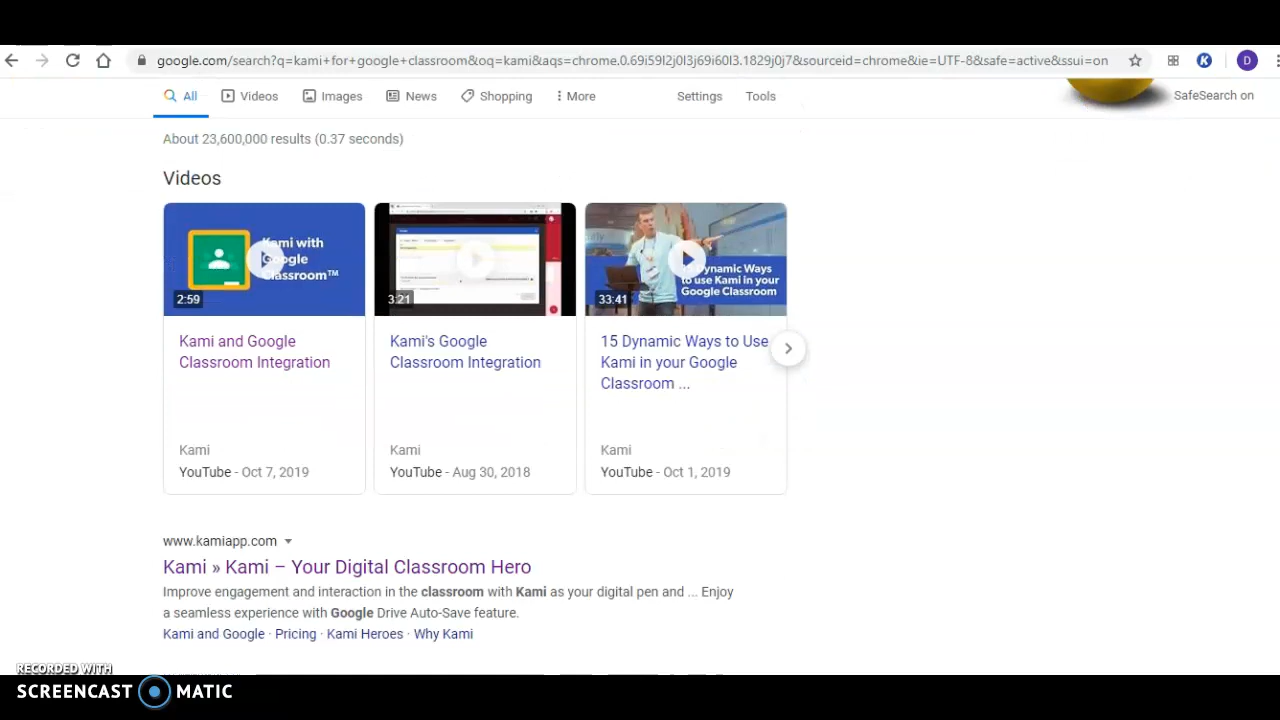 google.com/search?q=kami+for+google+classroom&oq=kami&aqs=chrome.0.69i59l2j0l3j69i60l3.1829j0j7&sourceid=chrome&ie=UTF-8&safe=active&ssui=on
K
D
All
Videos
Images
News
Shopping
More
Settings
Tools
SafeSearch on
About 23,600,000 results (0.37 seconds)
Videos
Kami with
Google
Classroom™
2:59
3:21
15 Dynamic Ways
to use Kami in your
Google Classroom
33:41
Kami and Google
Classroom Integration
Kami
YouTube - Oct 7, 2019
Kami's Google
Classroom Integration
Kami
YouTube - Aug 30, 2018
15 Dynamic Ways to Use
Kami in your Google
Classroom ...
Kami
YouTube - Oct 1, 2019
www.kamiapp.com
Kami » Kami – Your Digital Classroom Hero
Improve engagement and interaction in the classroom with Kami as your digital pen and ... Enjoy
a seamless experience with Google Drive Auto-Save feature.
Kami and Google · Pricing · Kami Heroes · Why Kami
RECORDED WITH
SCREENCAST MATIC